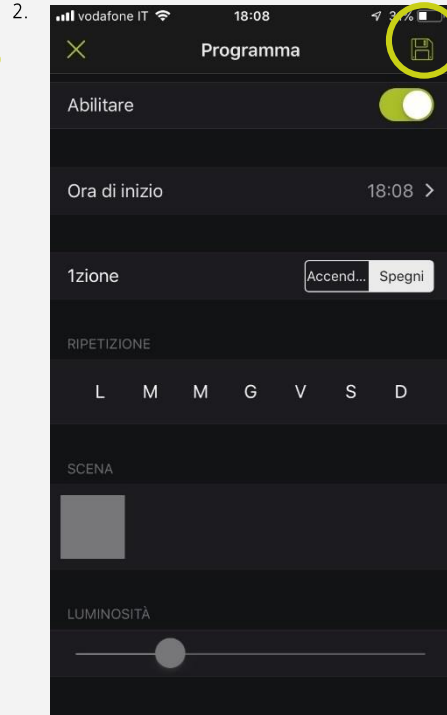 2.
vodafone IT 18:08
Programma
Abilitare
Ora di inizio 18:08 >
1zione Accend... Spegni
RIPETIZIONE
L M M G V S D
SCENA
LUMINOSITÀ